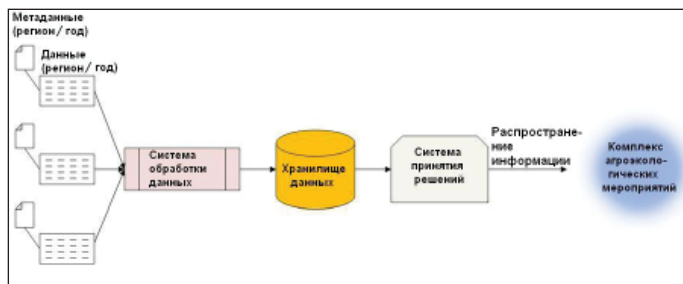 Метаданные
(регион / год)
Данные
(регион / год)
Система
обработки
данных
Хранилище
данных
Система
принятия
решений
Распростране-
ние
информации
Комплекс
агроэколо-
гических
мероприятий